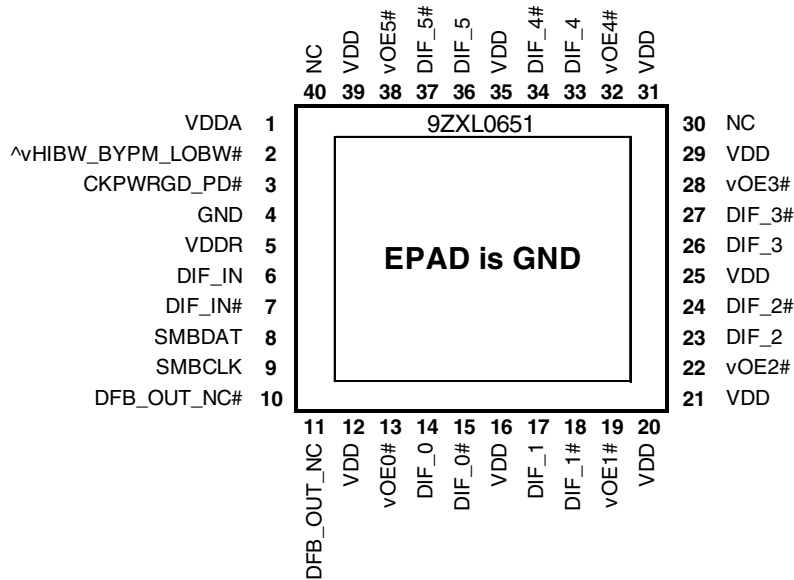 NC
VDD
vOE5#
DIF_5#
DIF_5
VDD
DIF_4#
DIF_4
vOE4#
VDD
40 39 38 37 36 35 34 33 32 31
VDDA 1
^vHIBW_BYPM_LOBW# 2
CKPWRGD_PD# 3
GND 4
VDDR 5
DIF_IN 6
DIF_IN# 7
SMBDAT 8
SMBCLK 9
DFB_OUT_NC# 10
9ZXL0651
EPAD is GND
30 NC
29 VDD
28 vOE3#
27 DIF_3#
26 DIF_3
25 VDD
24 DIF_2#
23 DIF_2
22 vOE2#
21 VDD
11 12 13 14 15 16 17 18 19 20
DFB_OUT_NC
VDD
vOE0#
DIF_0
DIF_0#
VDD
DIF_1
DIF_1#
vOE1#
VDD